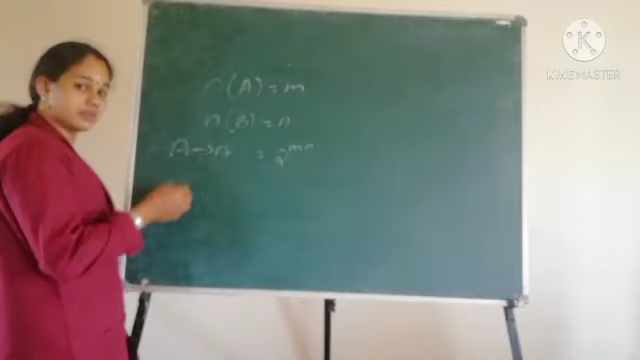 n(A) = m
n(B) = n
A→B = 2^mn
KINEMASTER